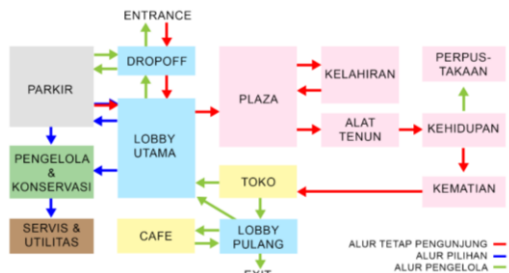 ENTRANCE
DROPOFF
PARKIR
LOBBY
UTAMA
PLAZA
KELAHIRAN
PERPUS-
TAKAAN
ALAT
TENUN
KEHIDUPAN
PENGELOLA
&
KONSERVASI
TOKO
KEMATIAN
SERVIS &
UTILITAS
CAFE
LOBBY
PULANG
EXIT
ALUR TETAP PENGUNJUNG
ALUR PILIHAN
ALUR PENGELOLA